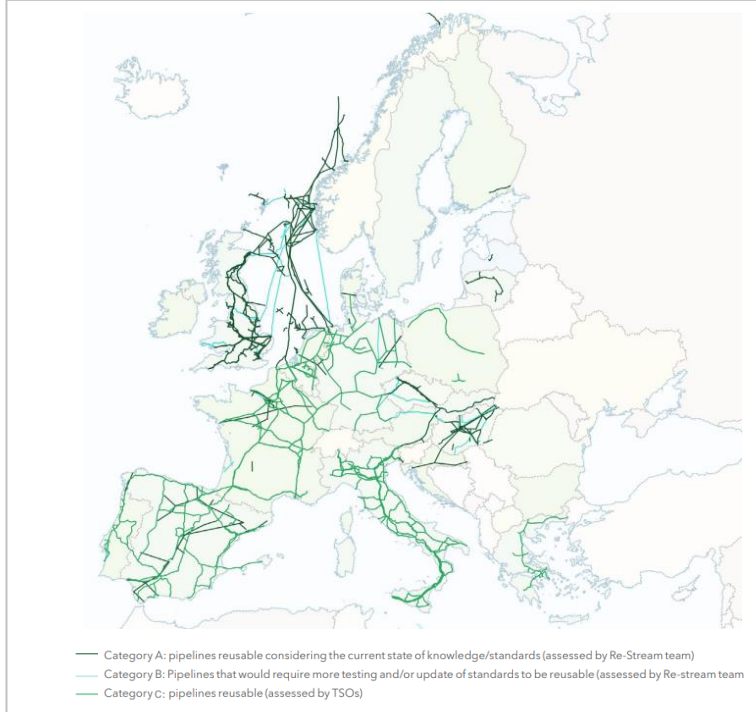 Category A: pipelines reusable considering the current state of knowledge/standards (assessed by Re-Stream team)
Category B: Pipelines that would require more testing and/or update of standards to be reusable (assessed by Re-stream team
Category C: pipelines reusable (assessed by TSOs)